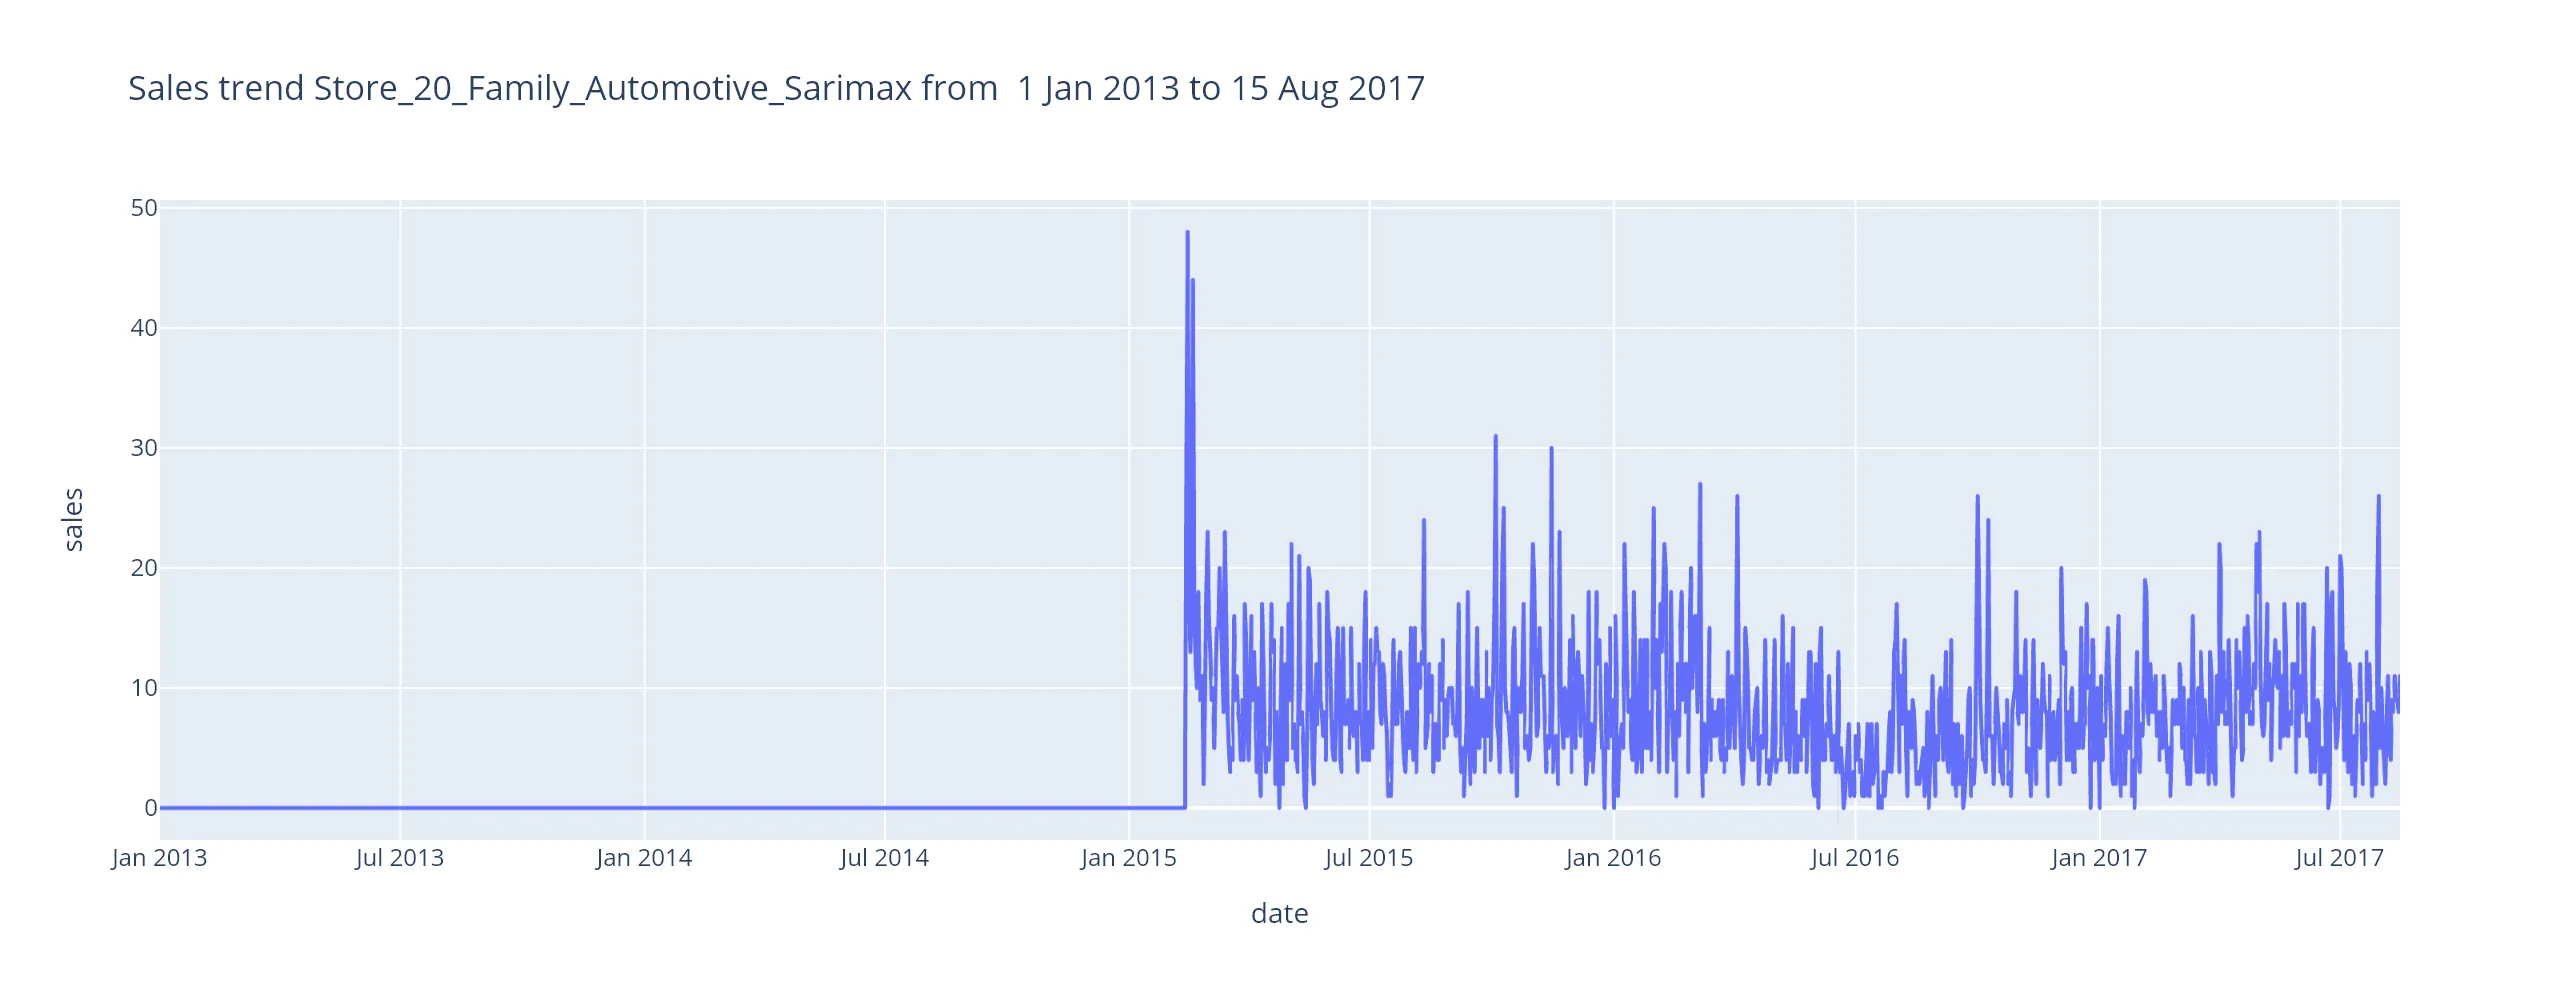 Sales trend Store_20_Family_Automotive_Sarimax from  1 Jan 2013 to 15 Aug 2017
50
40
30
20
10
0
sales
Jan 2013 Jul 2013 Jan 2014 Jul 2014 Jan 2015 Jul 2015 Jan 2016 Jul 2016 Jan 2017 Jul 2017
date